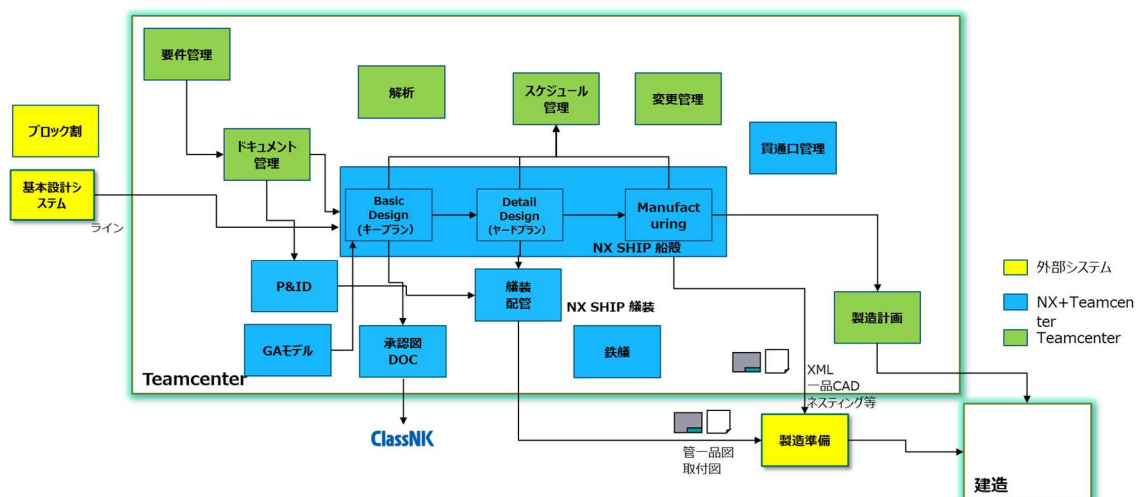 要件管理
解析
スケジュール
管理
変更管理
ブロック割
貫通口管理
ドキュメント
管理
基本設計シ
ステム
ライン
Basic
Design
(キープラン)
Detail
Design
(ヤードプラン)
Manufact
uring
NX SHIP 船殻
P&ID
艤装
配管
NX SHIP 艤装
製造計画
GAモデル
承認図
DOC
鉄艤
Teamcenter
XML
一品CAD
ネスティング等
ClassNK
管一品図
取付図
製造準備
建造
外部システム
NX+Teamcen
ter
Teamcenter